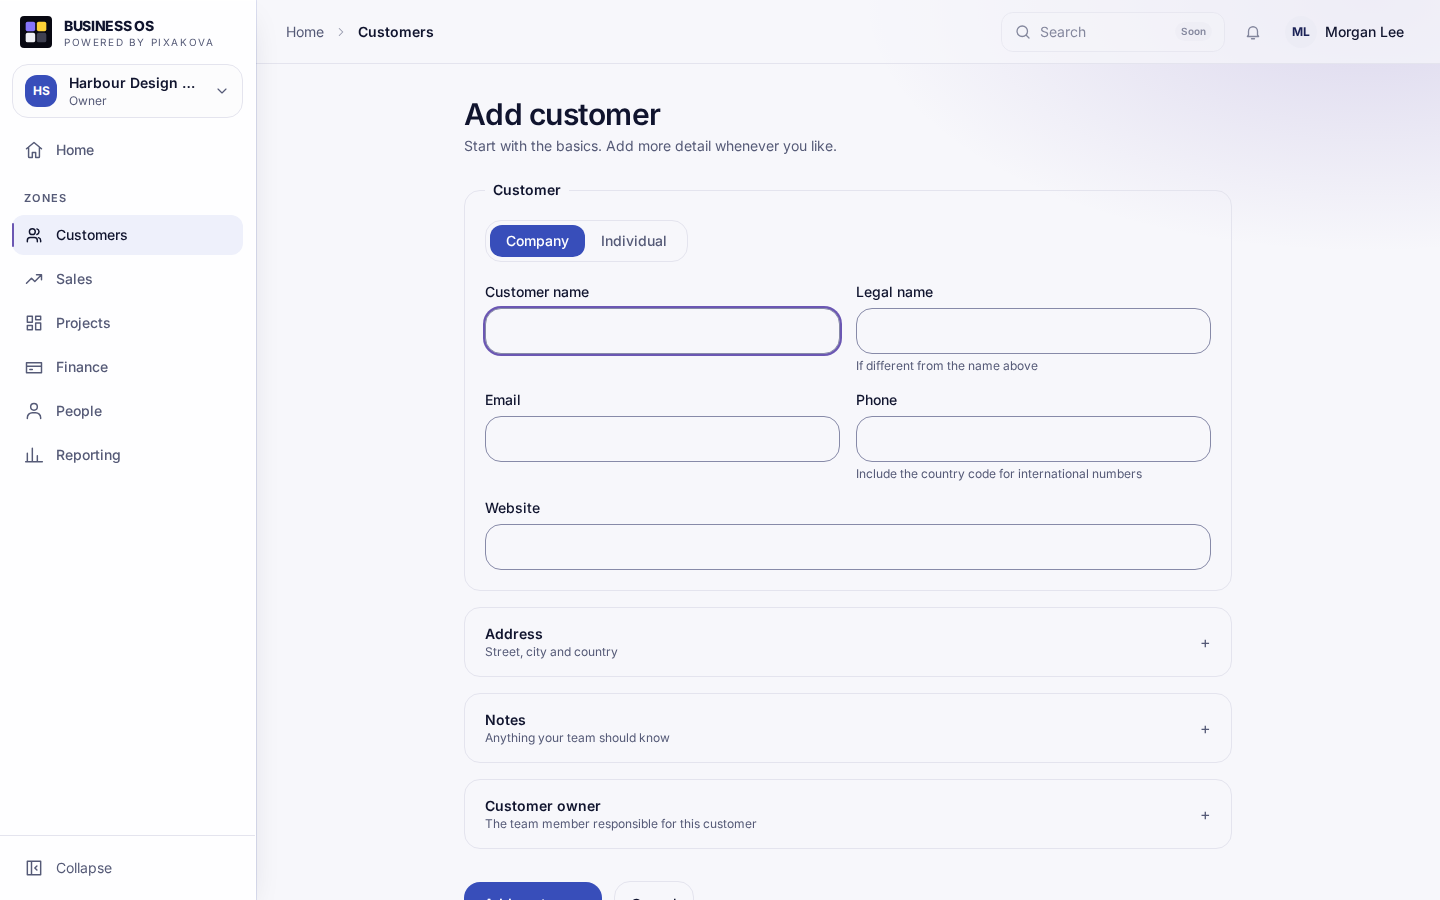 BUSINESS OS
POWERED BY PIXAKOVA
HS
Harbour Design ...
Owner
Home
ZONES
Customers
Sales
Projects
Finance
People
Reporting
Collapse
Home > Customers
Search
Soon
ML
Morgan Lee
Add customer
Start with the basics. Add more detail whenever you like.
Customer
Company Individual
Customer name
Legal name
If different from the name above
Email
Phone
Include the country code for international numbers
Website
Address
Street, city and country
+
Notes
Anything your team should know
+
Customer owner
The team member responsible for this customer
+